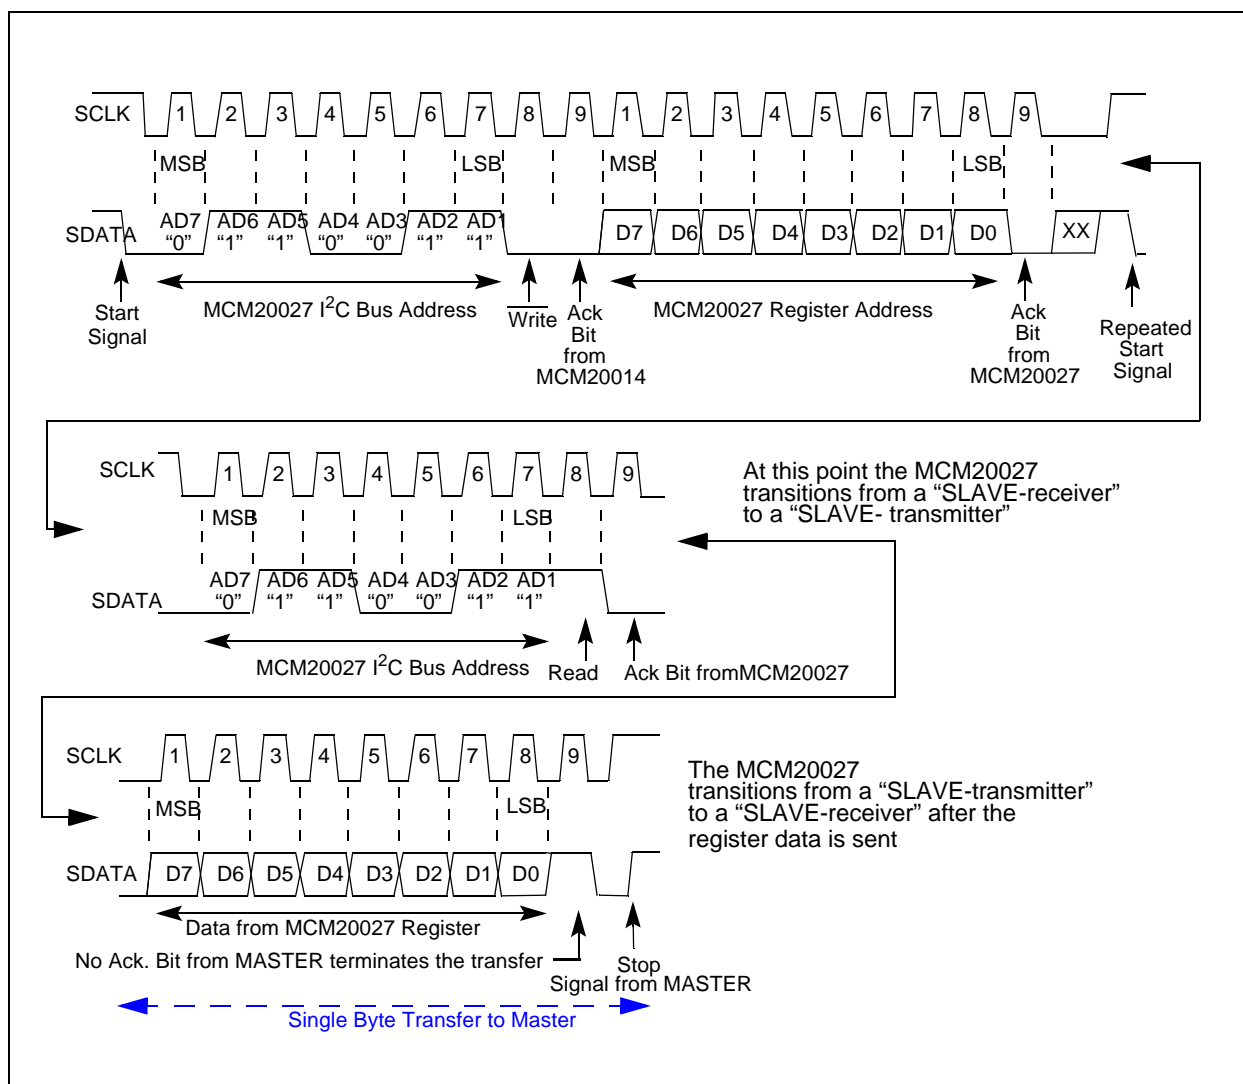 SCLK 1 2 3 4 5 6 7 8 9 1 2 3 4 5 6 7 8 9
MSB LSB MSB LSB
SDATA AD7 AD6 AD5 AD4 AD3 AD2 AD1 D7 D6 D5 D4 D3 D2 D1 D0 XX
“0” “1” “1” “0” “0” “1” “1”
Start
Signal
MCM20027 I²C Bus Address
Write
Ack
Bit
from
MCM20014
MCM20027 Register Address
Ack
Bit
from
MCM20027
Repeated
Start
Signal
SCLK 1 2 3 4 5 6 7 8 9
MSB LSB
At this point the MCM20027
transitions from a “SLAVE-receiver”
to a “SLAVE- transmitter”
SDATA AD7 AD6 AD5 AD4 AD3 AD2 AD1
“0” “1” “1” “0” “0” “1” “1”
MCM20027 I²C Bus Address
Read
Ack Bit fromMCM20027
SCLK 1 2 3 4 5 6 7 8 9
MSB LSB
The MCM20027
transitions from a “SLAVE-transmitter”
to a “SLAVE-receiver” after the
register data is sent
SDATA D7 D6 D5 D4 D3 D2 D1 D0
Data from MCM20027 Register
No Ack. Bit from MASTER terminates the transfer
Stop
Signal from MASTER
Single Byte Transfer to Master